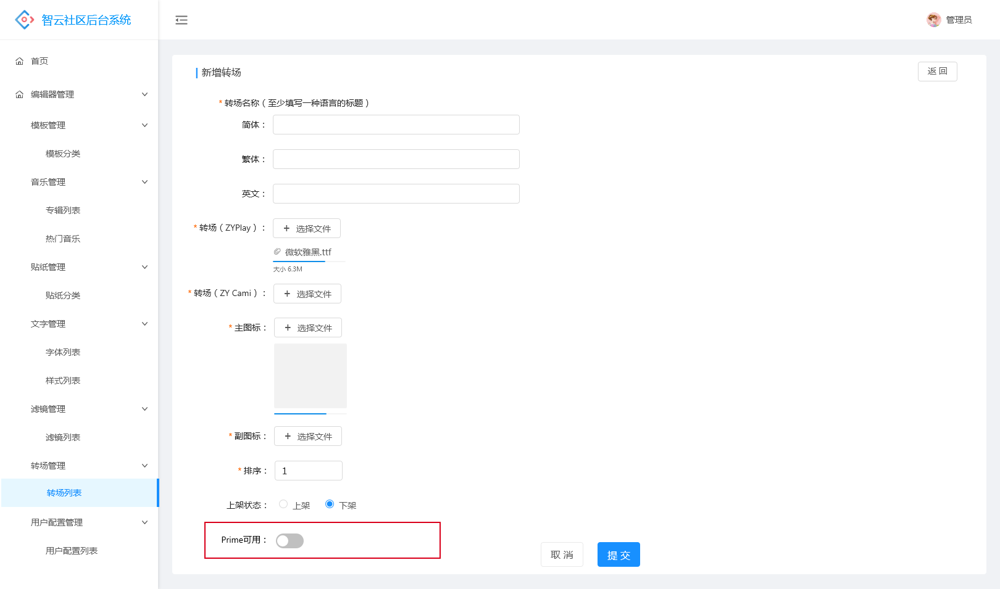 智云社区后台系统
管理员
首页
编辑器管理
模板管理
模板分类
音乐管理
专辑列表
热门音乐
贴纸管理
贴纸分类
文字管理
字体列表
样式列表
滤镜管理
滤镜列表
转场管理
转场列表
用户配置管理
用户配置列表
新增转场
返 回
* 转场名称（至少填写一种语言的标题）
简体：
繁体：
英文：
* 转场（ZYPlay）：
+ 选择文件
微软雅黑.ttf
大小 6.3M
* 转场（ZY Cami）：
+ 选择文件
* 主图标：
+ 选择文件
* 副图标：
+ 选择文件
* 排序：
1
上架状态：
上架
下架
Prime可用：
取 消
提 交